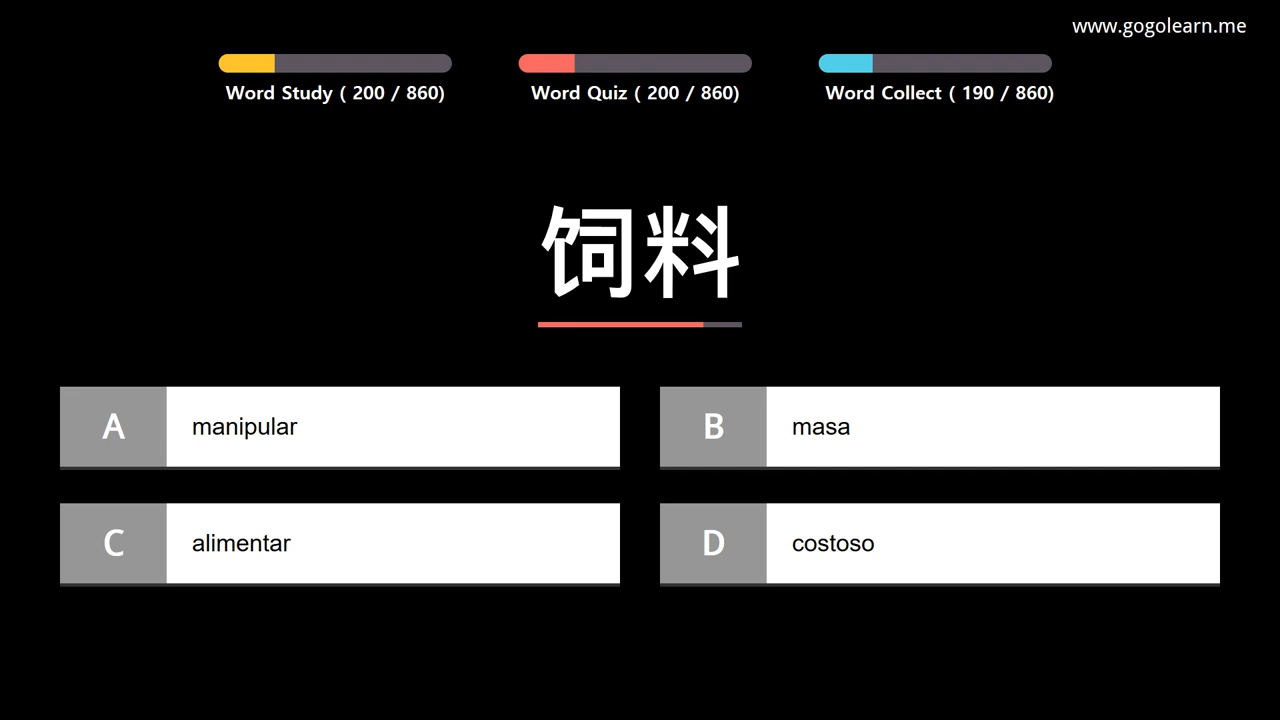 www.gogolearn.me
Word Study ( 200 / 860)
Word Quiz ( 200 / 860)
Word Collect ( 190 / 860)
饲料
A manipular
B masa
C alimentar
D costoso